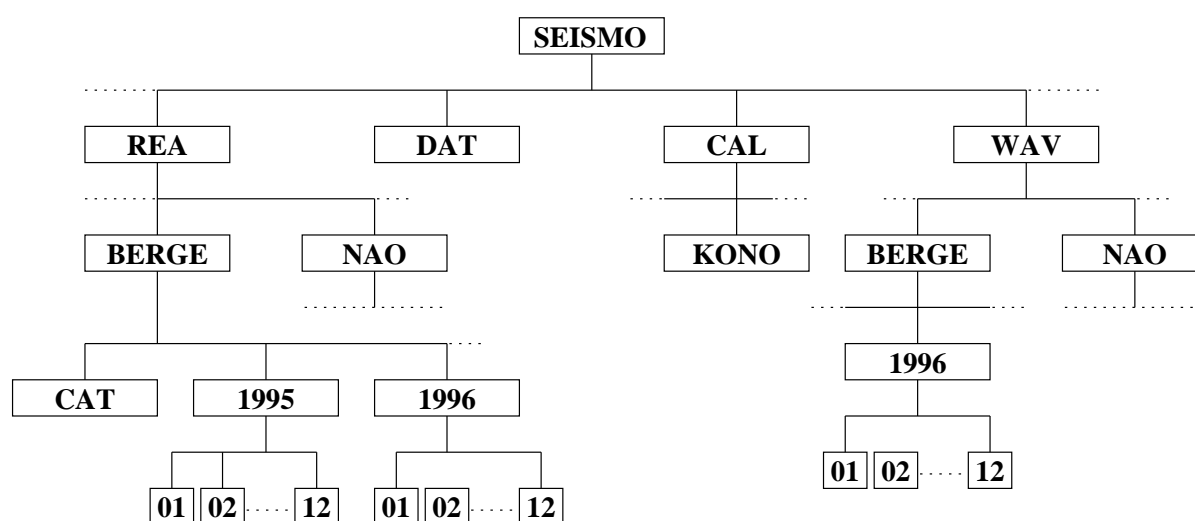 SEISMO
REA DAT CAL WAV
BERGE NAO KONO BERGE NAO
1996
CAT 1995 1996
01 02 12
01 02 12 01 02 12